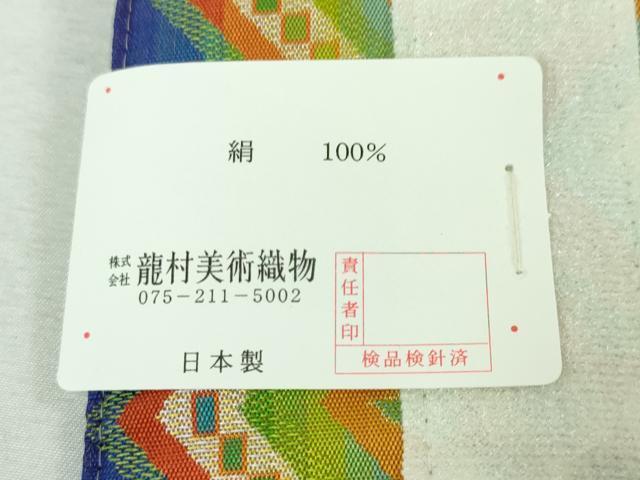 絹 100%
株式会社 龍村美術織物
075-211-5002
日本製
責任者印
検品検針済